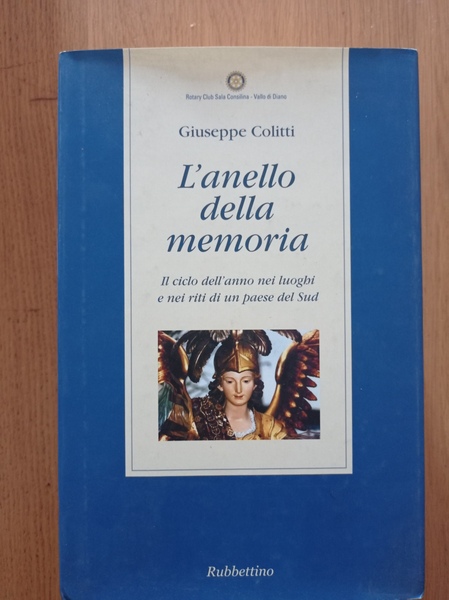 Rotary Club Sala Consilina - Vallo di Diano
Giuseppe Colitti
L'anello
della
memoria
Il ciclo dell'anno nei luoghi
e nei riti di un paese del Sud
Rubbettino